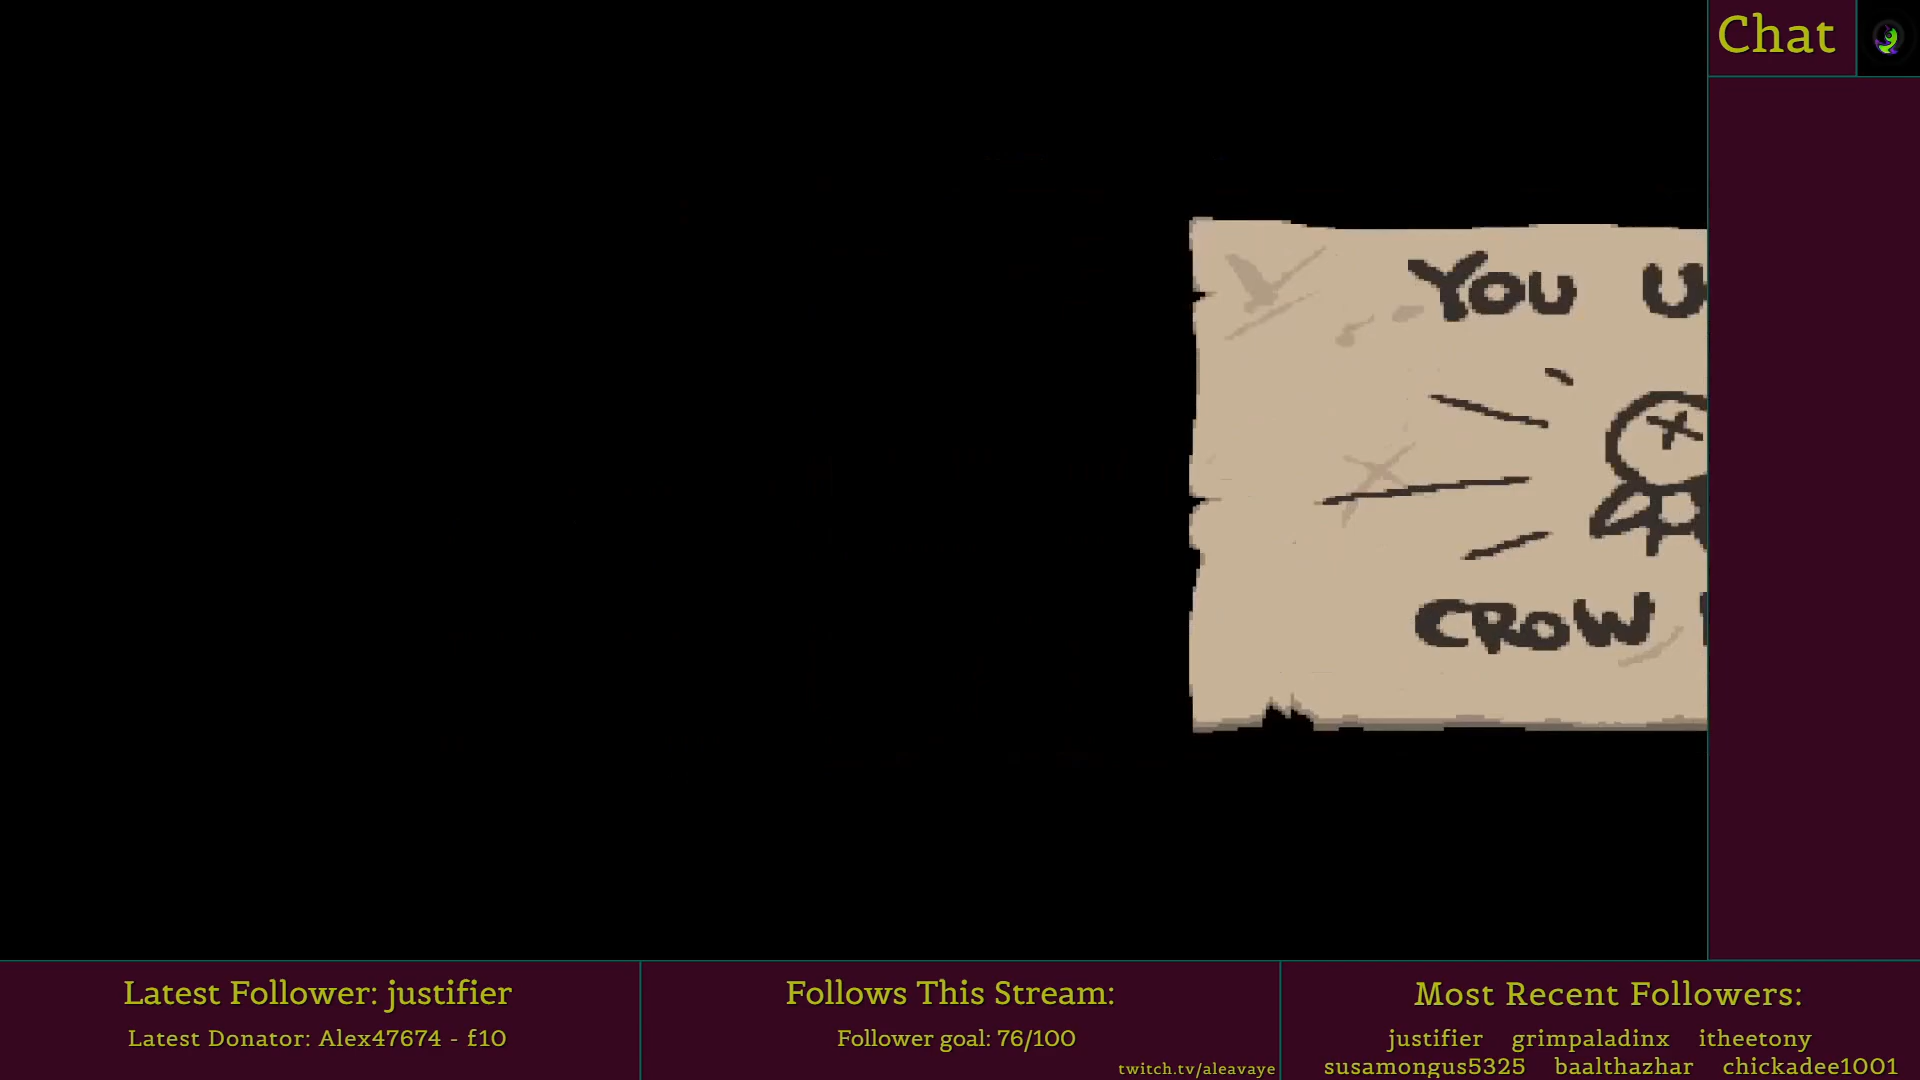 Chat
YOU U
CROW
Latest Follower: justifier
Latest Donator: Alex47674 - £10
Follows This Stream:
Follower goal: 76/100
twitch.tv/aleavaye
Most Recent Followers:
justifier grimpaladinx itheetony
susamongus5325 baalthazhar chickadee1001